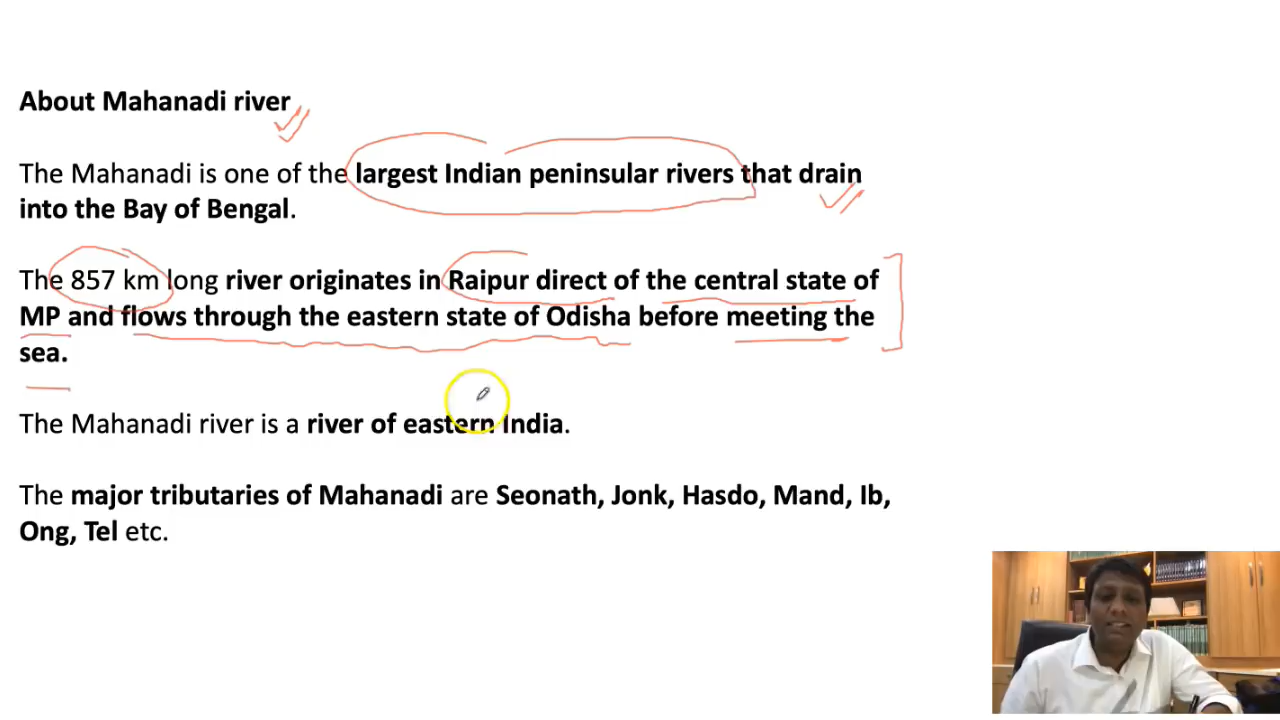 About Mahanadi river
The Mahanadi is one of the largest Indian peninsular rivers that drain
into the Bay of Bengal.
The 857 km long river originates in Raipur direct of the central state of
MP and flows through the eastern state of Odisha before meeting the
sea.
The Mahanadi river is a river of eastern India.
The major tributaries of Mahanadi are Seonath, Jonk, Hasdo, Mand, Ib,
Ong, Tel etc.